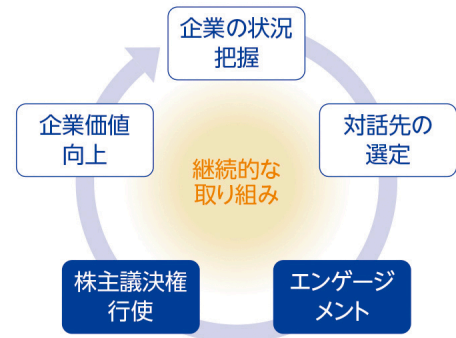 企業の状況
把握
対話先の
選定
エンゲージ
メント
株主議決権
行使
企業価値
向上
継続的な
取り組み